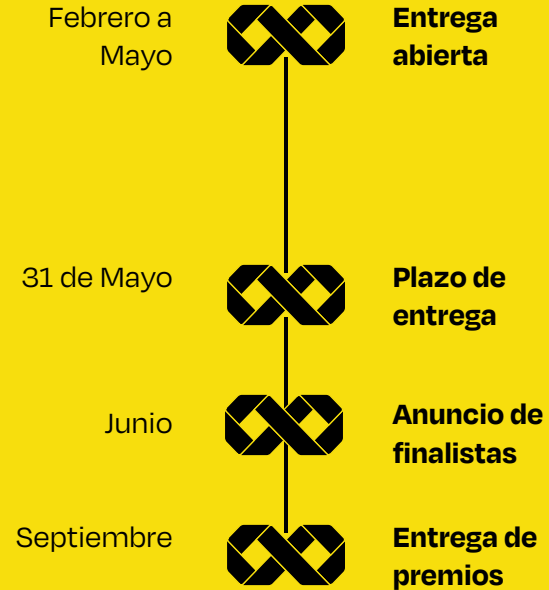 Febrero a
Mayo
Entrega
abierta
31 de Mayo
Plazo de
entrega
Junio
Anuncio de
finalistas
Septiembre
Entrega de
premios